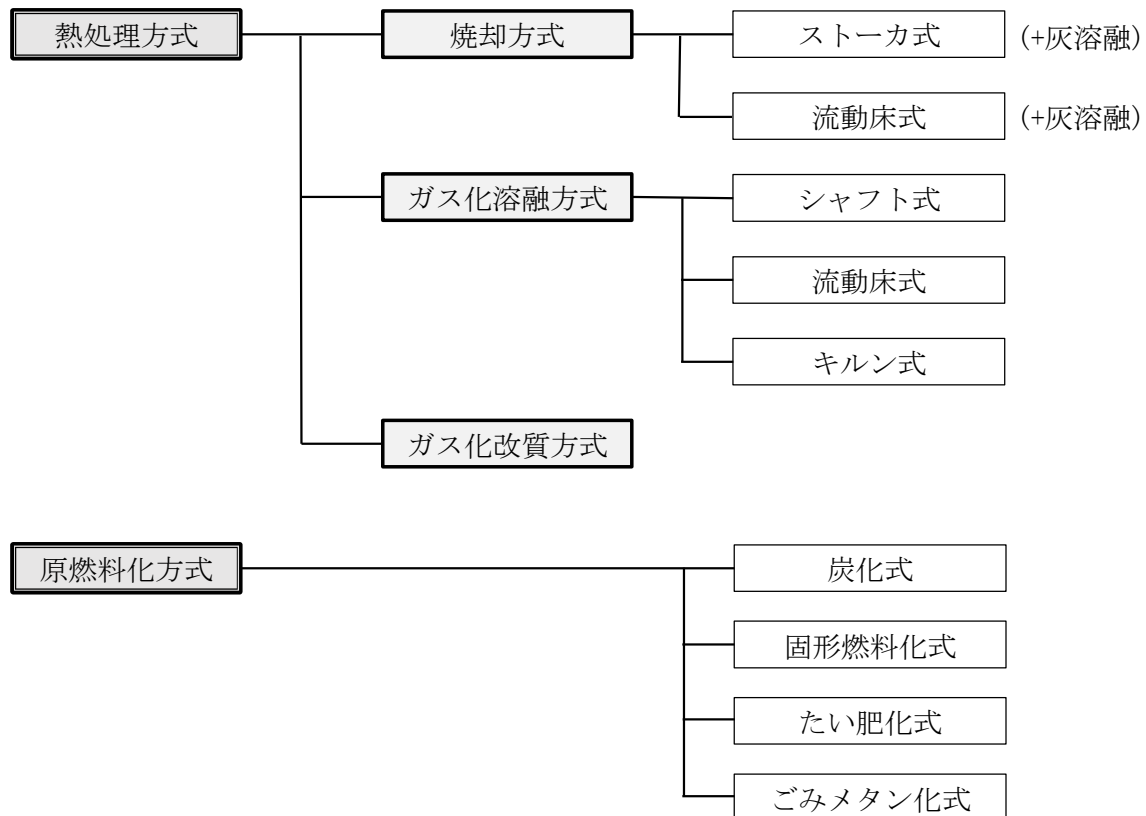 熱処理方式 焼却方式 ストーカ式 (+灰溶融)
流動床式 (+灰溶融)
ガス化溶融方式 シャフト式
流動床式
キルン式
ガス化改質方式
原燃料化方式 炭化式
固形燃料化式
たい肥化式
ごみメタン化式